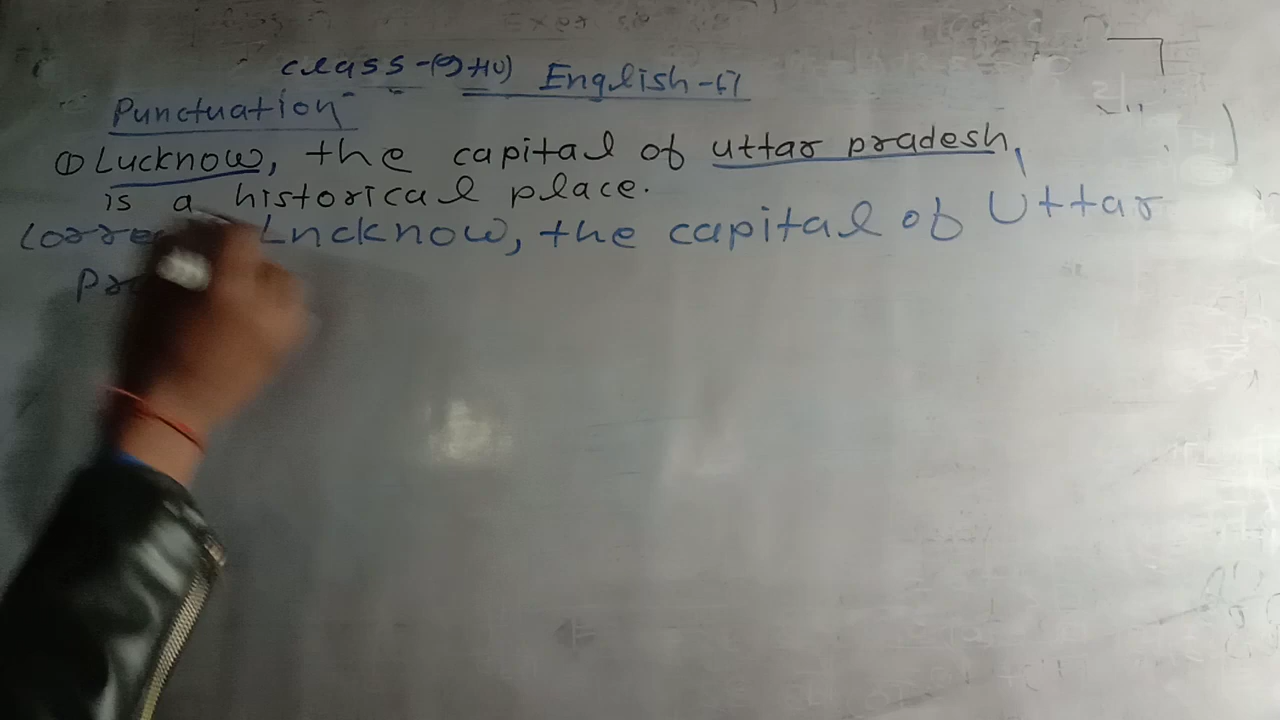 class-(9+10) English-(1)
Punctuation-
① Lucknow, the capital of uttar pradesh,
is a historical place.
Lucknow, the capital of Uttar